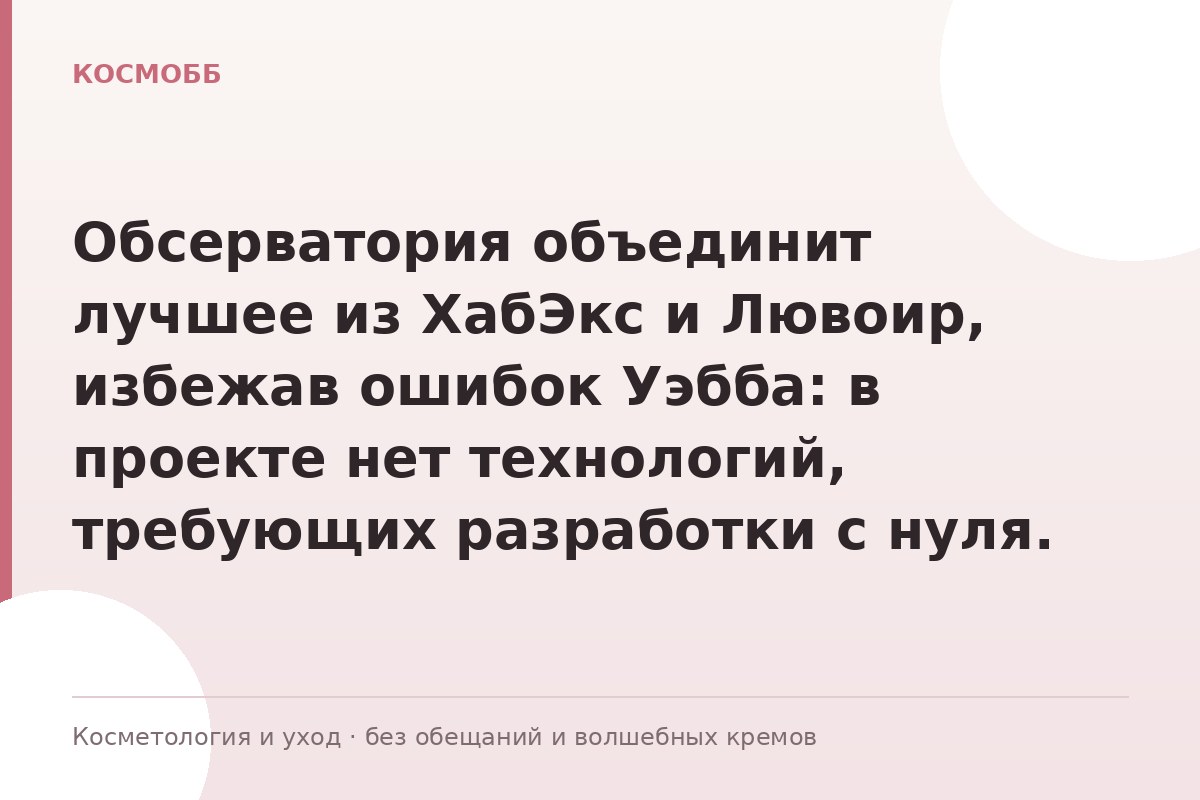 КОСМОББ
Обсерватория объединит
лучшее из ХабЭкс и Лювоир,
избежав ошибок Уэбба: в
проекте нет технологий,
требующих разработки с нуля.
Косметология и уход · без обещаний и волшебных кремов